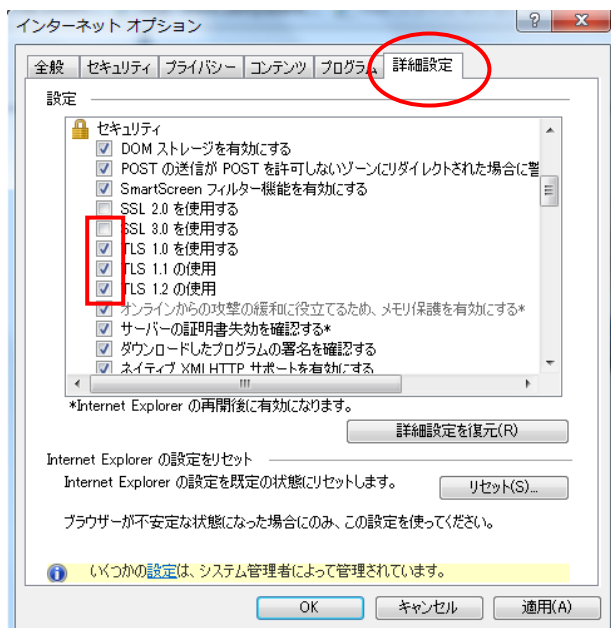 インターネット オプション
全般 セキュリティ プライバシー コンテンツ プログラム 詳細設定
設定
セキュリティ
DOM ストレージを有効にする
POST の送信が POST を許可しないゾーンにリダイレクトされた場合に警
SmartScreen フィルター機能を有効にする
SSL 2.0 を使用する
SSL 3.0 を使用する
TLS 1.0 を使用する
TLS 1.1 の使用
TLS 1.2 の使用
オンラインからの攻撃の緩和に役立てるため、メモリ保護を有効にする*
サーバーの証明書失効を確認する*
ダウンロードしたプログラムの署名を確認する
ネイティブ XMLHTTP サポートを有効にする
*Internet Explorer の再開後に有効になります。
詳細設定を復元(R)
Internet Explorer の設定をリセット
Internet Explorer の設定を既定の状態にリセットします。
リセット(S)...
ブラウザーが不安定な状態になった場合にのみ、この設定を使ってください。
いくつかの設定は、システム管理者によって管理されています。
OK キャンセル 適用(A)